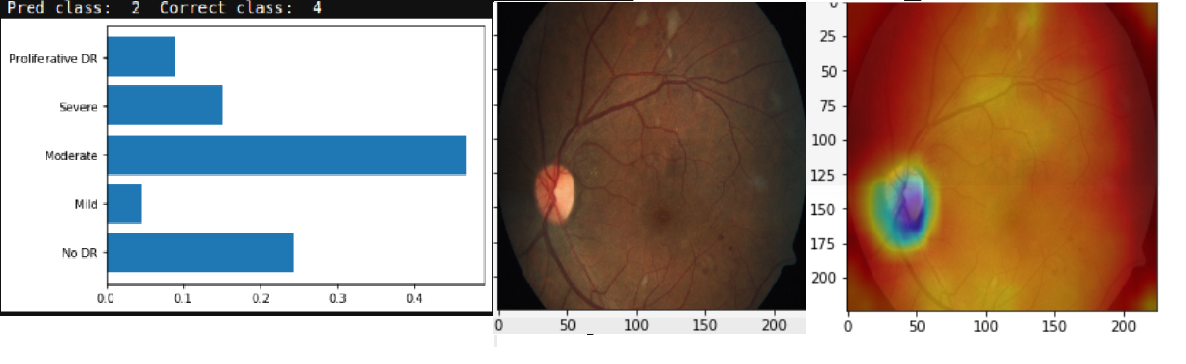 Pred class: 2 Correct class: 4
Proliferative DR
Severe
Moderate
Mild
No DR
0.0 0.1 0.2 0.3 0.4
0 50 100 150 200
0
25
50
75
100
125
150
175
200
0 50 100 150 200